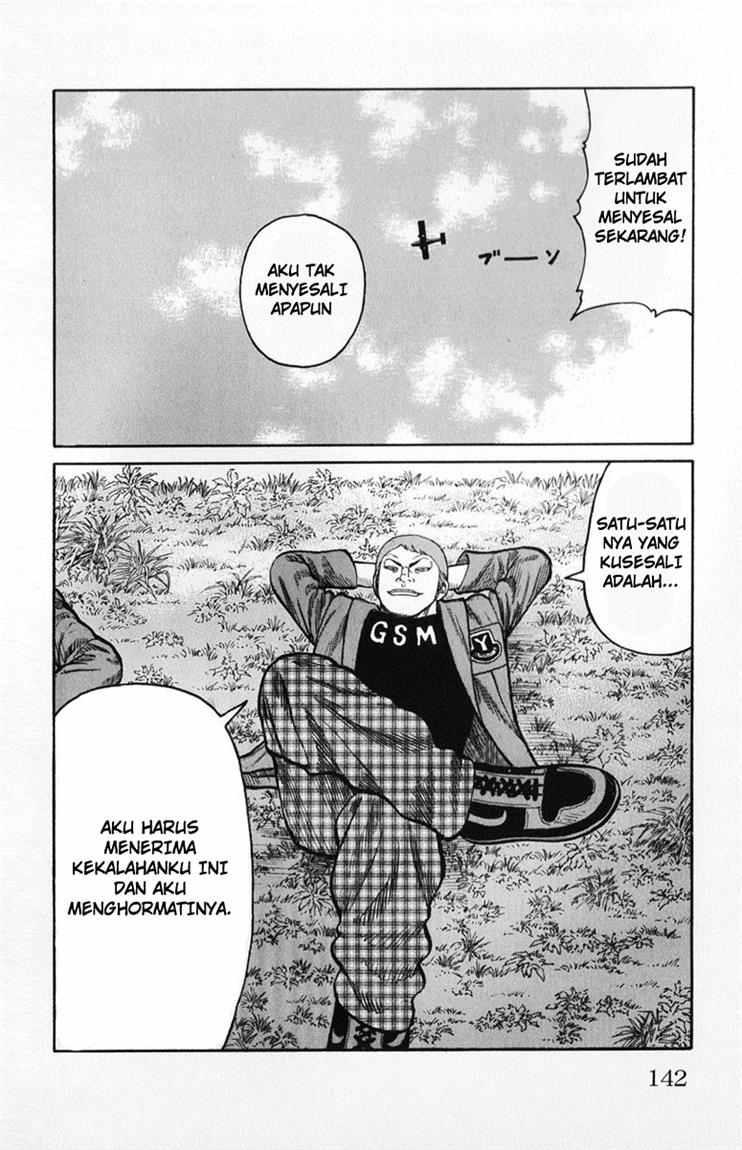 SUDAH
TERLAMBAT
UNTUK
MENYESAL
SEKARANG!
ブーン
AKU TAK
MENYESALI
APAPUN
SATU-SATU
NYA YANG
KUSESALI
ADALAH...
GSM
Y
AKU HARUS
MENERIMA
KEKALAHANKU INI
DAN AKU
MENGHORMATINYA.
142